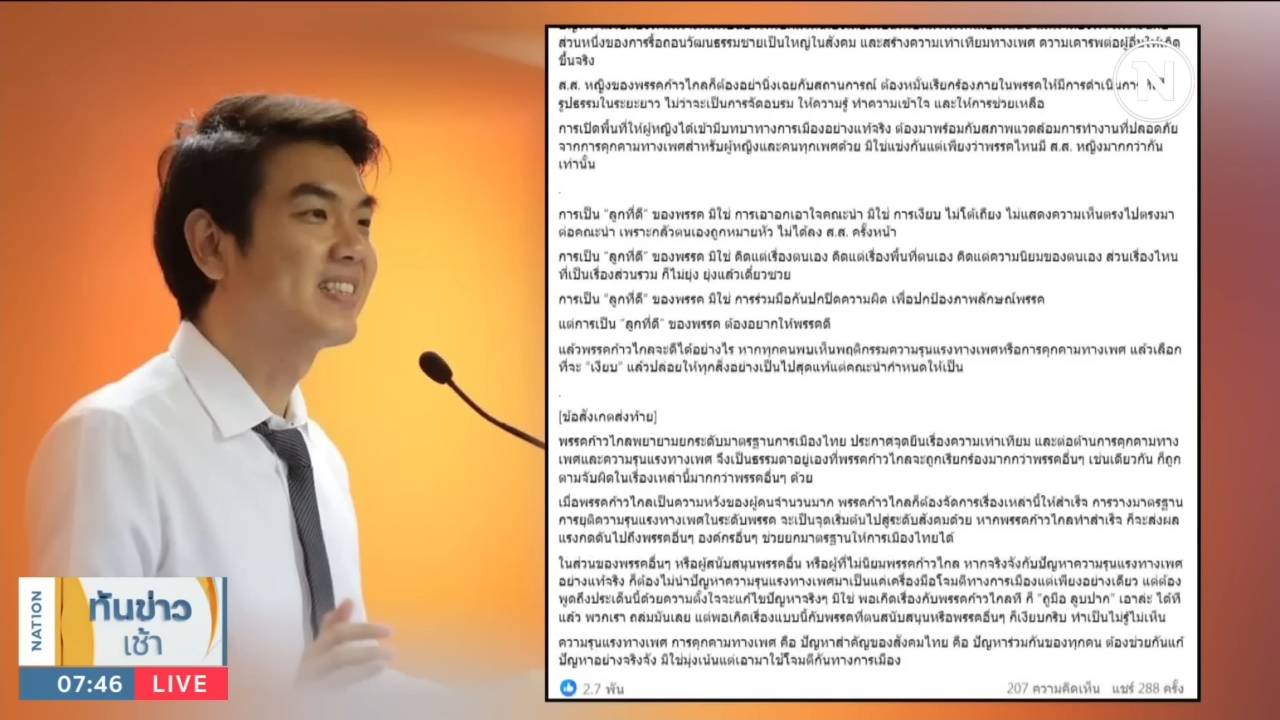 ส่วนหนึ่งของการรื้อถอนวัฒนธรรมชายเป็นใหญ่ในสังคม และสร้างความเท่าเทียมทางเพศ ความเคารพต่อผู้อื่นให้เกิด
ขึ้นจริง
ส.ส. หญิงของพรรคก้าวไกลก็ต้องอย่านิ่งเฉยกับสถานการณ์ ต้องหมั่นเรียกร้องภายในพรรคให้มีการดำเนินการ
รูปธรรมในระยะยาว ไม่ว่าจะเป็นการจัดอบรม ให้ความรู้ ทำความเข้าใจ และให้การช่วยเหลือ
การเปิดพื้นที่ให้ผู้หญิงได้เข้ามีบทบาทางการเมืองอย่างแท้จริง ต้องมาพร้อมกับสภาพแวดล้อมการทำงานที่ปลอดภัย
จากการคุกคามทางเพศสำหรับผู้หญิงและคนทุกเพศด้วย มิใช่แข่งกันแต่เพียงว่าพรรคไหนมี ส.ส. หญิงมากกว่ากัน
เท่านั้น
.
การเป็น "ลูกที่ดี" ของพรรค มิใช่ การเอาอกเอาใจคณะนำ มิใช่ การเงียบ ไม่โต้เถียง ไม่แสดงความเห็นตรงไปตรงมา
ต่อคณะนำ เพราะกลัวตนเองถูกหมายหัว ไม่ได้ลง ส.ส. ครั้งหน้า
การเป็น "ลูกที่ดี" ของพรรค มิใช่ คิดแต่เรื่องตนเอง คิดแต่เรื่องพื้นที่ตนเอง คิดแต่ความนิยมของตนเอง ส่วนเรื่องไหน
ที่เป็นเรื่องส่วนรวม ก็ไม่ยุ่ง ยุ่งแล้วเดี๋ยวซวย
การเป็น "ลูกที่ดี" ของพรรค มิใช่ การร่วมมือกันปกปิดความผิด เพื่อปกป้องภาพลักษณ์พรรค
แต่การเป็น "ลูกที่ดี" ของพรรค ต้องอยากให้พรรคดี
แล้วพรรคก้าวไกลจะดีได้อย่างไร หากทุกคนพบเห็นพฤติกรรมความรุนแรงทางเพศหรือการคุกคามทางเพศ แล้วเลือก
ที่จะ "เงียบ" แล้วปล่อยให้ทุกสิ่งอย่างเป็นไปสุดแท้แต่คณะนำกำหนดให้เป็น
.
[ข้อสังเกตส่งท้าย]
พรรคก้าวไกลพยายามยกระดับมาตรฐานการเมืองไทย ประกาศจุดยืนเรื่องความเท่าเทียม และต่อต้านการคุกคามทาง
เพศและความรุนแรงทางเพศ จึงเป็นธรรมดาอยู่เองที่พรรคก้าวไกลจะถูกเรียกร้องมากกว่าพรรคอื่นๆ เช่นเดียวกัน ก็ถูก
ตามจับผิดในเรื่องเหล่านี้มากกว่าพรรคอื่นๆ ด้วย
เมื่อพรรคก้าวไกลเป็นความหวังของผู้คนจำนวนมาก พรรคก้าวไกลก็ต้องจัดการเรื่องเหล่านี้ให้สำเร็จ การวางมาตรฐาน
การยุติความรุนแรงทางเพศในระดับพรรค จะเป็นจุดเริ่มต้นไปสู่ระดับสังคมด้วย หากพรรคก้าวไกลทำสำเร็จ ก็จะส่งผล
แรงกดดันไปถึงพรรคอื่นๆ องค์กรอื่นๆ ช่วยยกมาตรฐานให้การเมืองไทยได้
ในส่วนของพรรคอื่นๆ หรือผู้สนับสนุนพรรคอื่น หรือผู้ที่ไม่นิยมพรรคก้าวไกล หากจริงจังกับปัญหาความรุนแรงทางเพศ
อย่างแท้จริง ก็ต้องไม่นำปัญหาความรุนแรงทางเพศมาเป็นแค่เครื่องมือโจมตีทางการเมืองแต่เพียงอย่างเดียว แต่ต้อง
พูดถึงประเด็นนี้ด้วยความตั้งใจจะแก้ไขปัญหาจริงๆ มิใช่ พอเกิดเรื่องกับพรรคก้าวไกลที ก็ "ถูมือ ลูบปาก" เอาล่ะ ได้ที
แล้ว พวกเรา ถล่มมันเลย แต่พอเกิดเรื่องแบบนี้กับพรรคที่ตนสนับสนุนหรือพรรคอื่นๆ ก็เงียบกริบ ทำเป็นไม่รู้ไม่เห็น
ความรุนแรงทางเพศ การคุกคามทางเพศ คือ ปัญหาสำคัญของสังคมไทย คือ ปัญหาร่วมกันของทุกคน ต้องช่วยกันแก้
ปัญหาอย่างจริงจัง มิใช่มุ่งเน้นแต่เอามาใช้โจมตีกันทางการเมือง
2.7 พัน
207 ความคิดเห็น แชร์ 288 ครั้ง
N
NATION
ทันข่าว
เช้า
07:46 LIVE